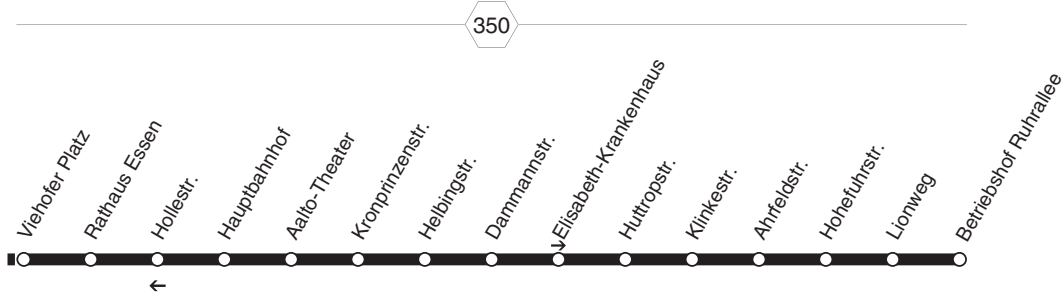 350
Viehofer Platz
Rathaus Essen
Hollestr.
Hauptbahnhof
Aalto-Theater
Kronprinzenstr.
Helbingstr.
Dammannstr.
Elisabeth-Krankenhaus
Huttropstr.
Klinkestr.
Ahrfeldstr.
Hohefuhrstr.
Lionweg
Betriebshof Ruhrallee